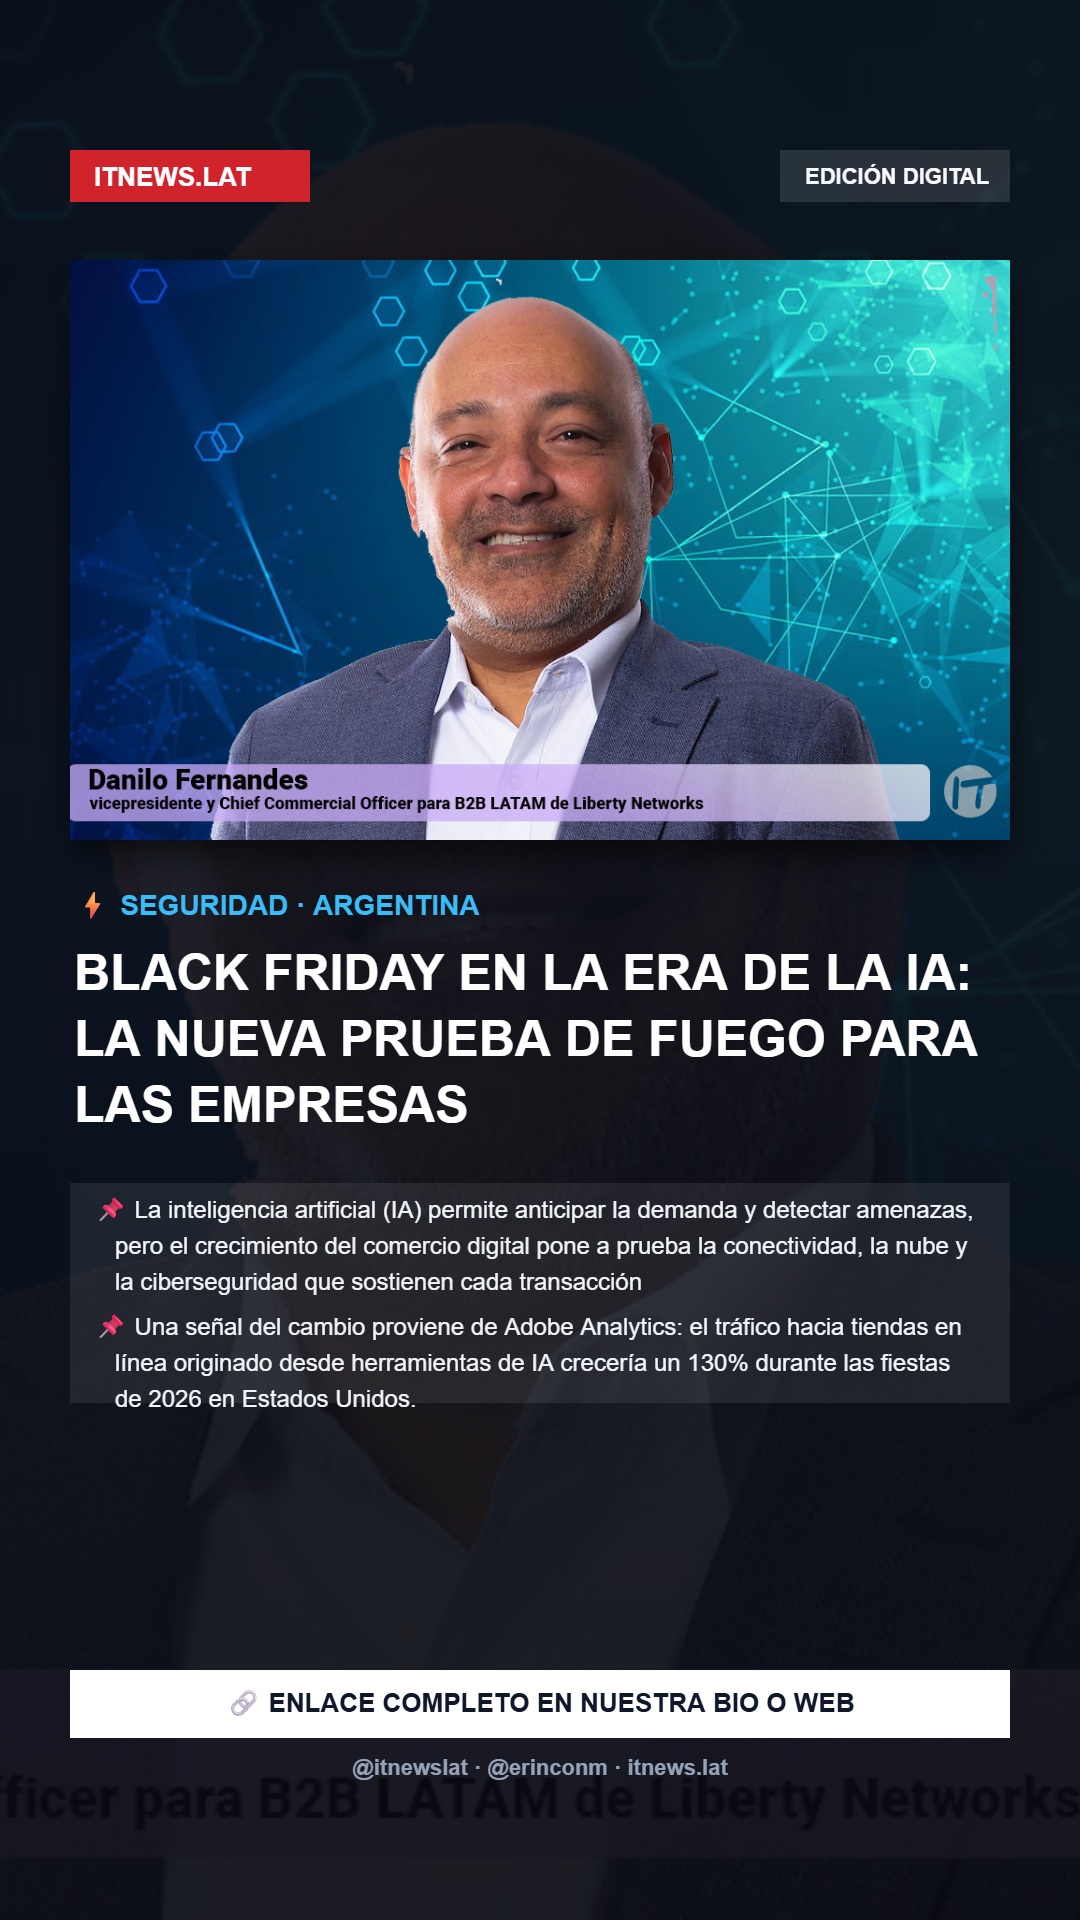 ITNEWS.LAT
EDICIÓN DIGITAL
Danilo Fernandes
vicepresidente y Chief Commercial Officer para B2B LATAM de Liberty Networks
IT
SEGURIDAD · ARGENTINA
BLACK FRIDAY EN LA ERA DE LA IA:
LA NUEVA PRUEBA DE FUEGO PARA
LAS EMPRESAS
La inteligencia artificial (IA) permite anticipar la demanda y detectar amenazas,
pero el crecimiento del comercio digital pone a prueba la conectividad, la nube y
la ciberseguridad que sostienen cada transacción
Una señal del cambio proviene de Adobe Analytics: el tráfico hacia tiendas en
línea originado desde herramientas de IA crecería un 130% durante las fiestas
de 2026 en Estados Unidos.
ENLACE COMPLETO EN NUESTRA BIO O WEB
@itnewslat · @erinconm · itnews.lat
fficer para B2B LATAM de Liberty Networks